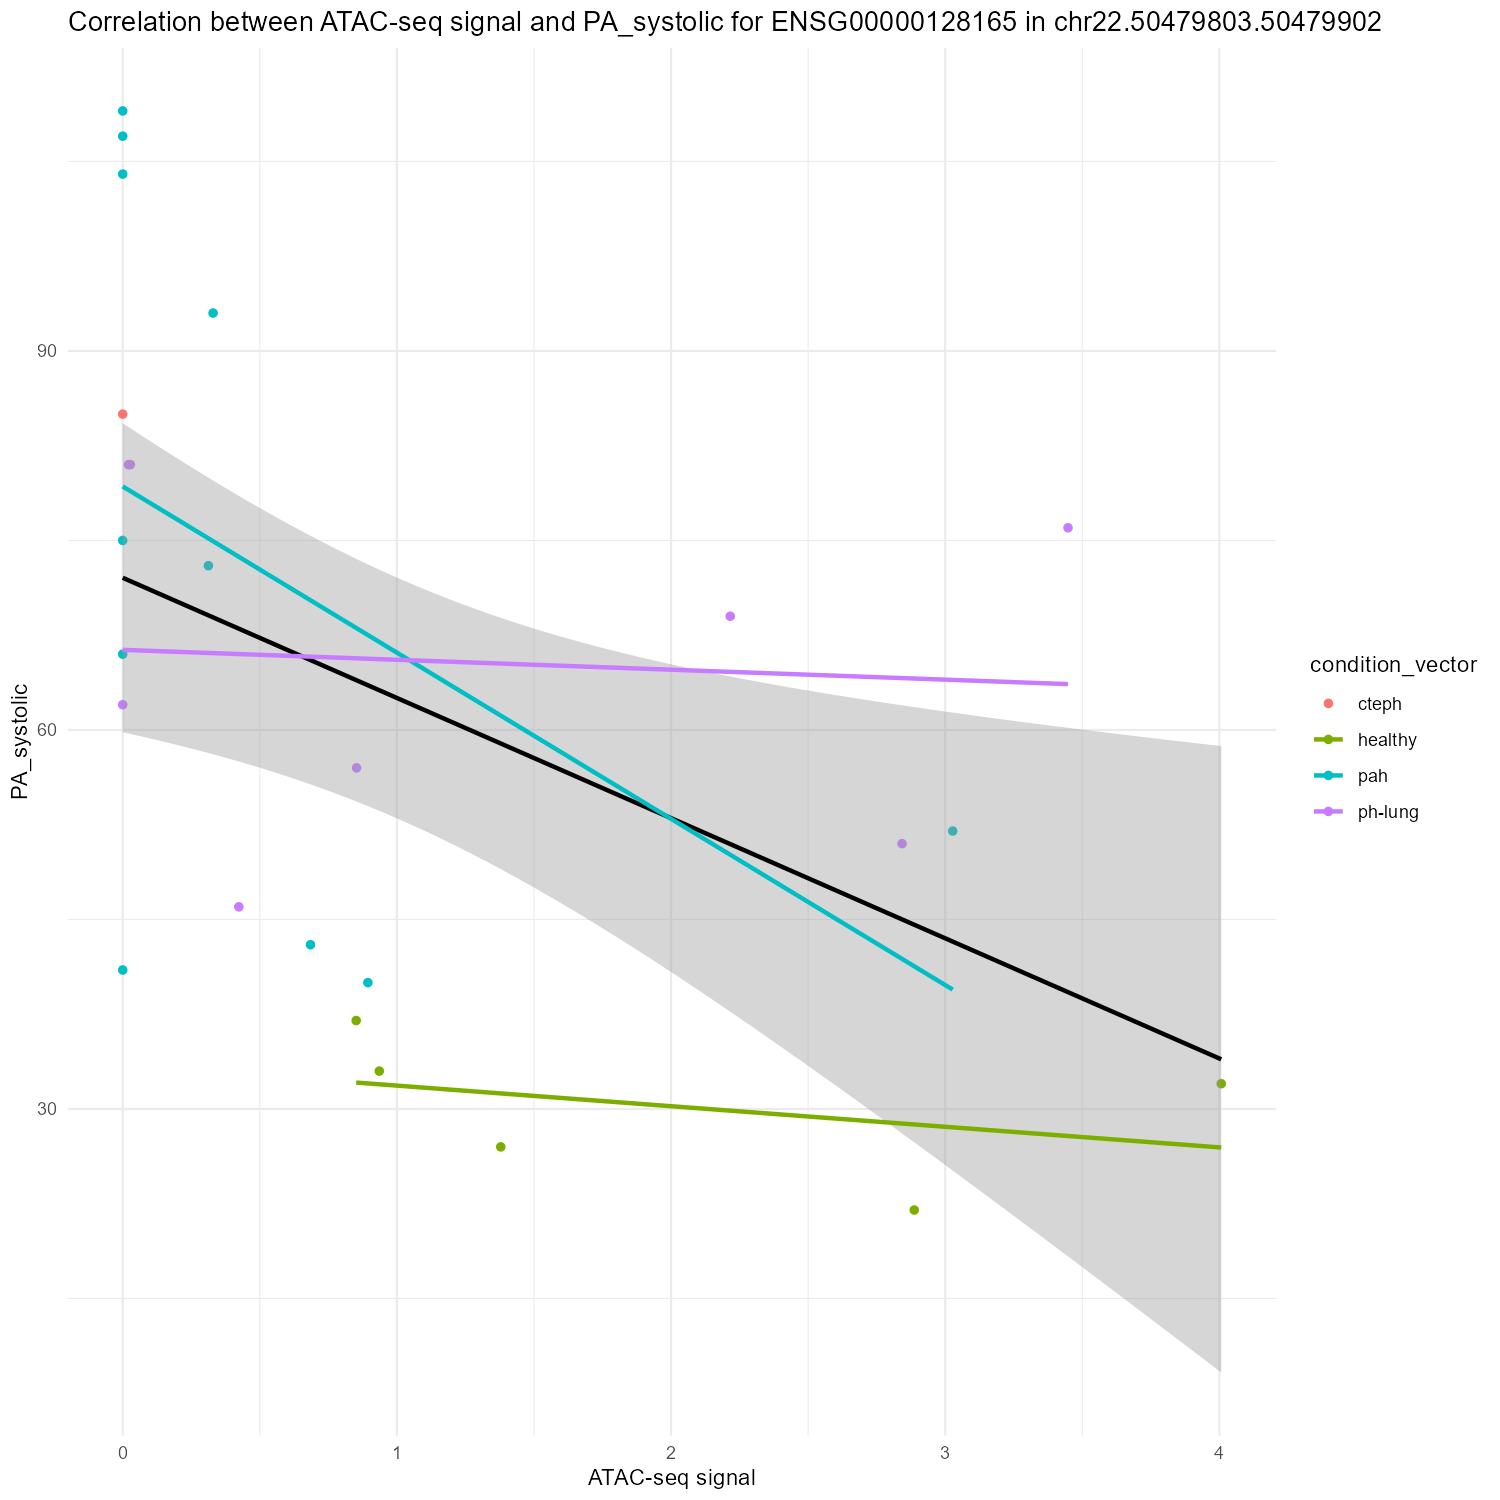 Correlation between ATAC-seq signal and PA_systolic for ENSG00000128165 in chr22.50479803.50479902
PA_systolic
90
60
30
0 1 2 3 4
ATAC-seq signal
condition_vector
cteph
healthy
pah
ph-lung